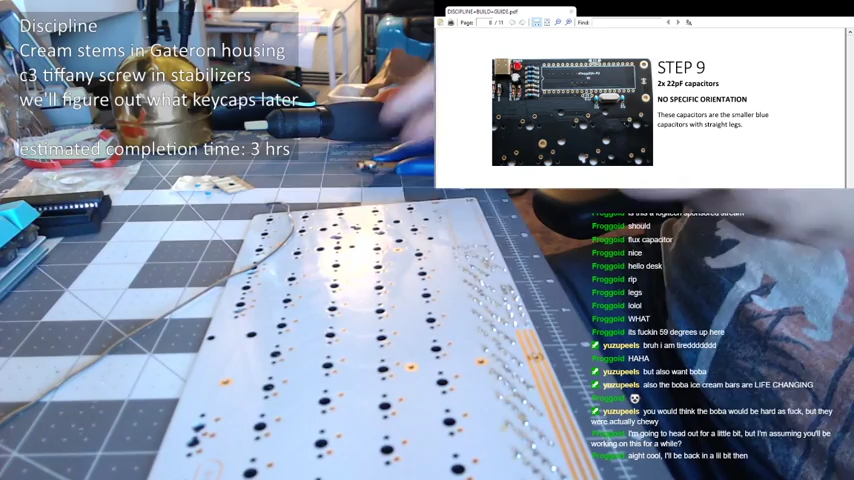 Discipline
Cream stems in Gateron housing
c3 tiffany screw in stabilizers
we'll figure out what keycaps later
estimated completion time: 3 hrs
DISCIPLINE+BUILD+GUIDE.pdf
Page: 8 / 11 Find:
STEP 9
2x 22pF capacitors
NO SPECIFIC ORIENTATION
These capacitors are the smaller blue
capacitors with straight legs.
Froggoid is this a logitech sponsored stream
Froggoid should
Froggoid flux capacitor
Froggoid nice
Froggoid hello desk
Froggoid rip
Froggoid legs
Froggoid lolol
Froggoid WHAT
Froggoid its fuckin 59 degrees up here
yuzupeels bruh i am tiredddddddd
Froggoid HAHA
yuzupeels but also want boba
yuzupeels also the boba ice cream bars are LIFE CHANGING
Froggoid
yuzupeels you would think the boba would be hard as fuck, but they
were actually chewy
Froggoid I'm going to head out for a little bit, but I'm assuming you'll be
working on this for a while?
Froggoid aight cool, I'll be back in a lil bit then